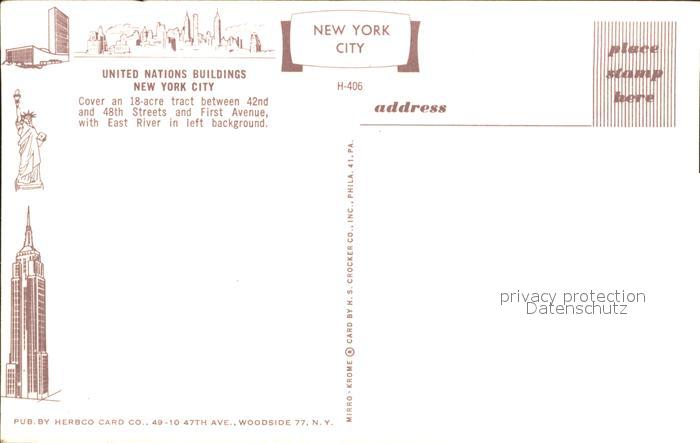 NEW YORK
CITY
UNITED NATIONS BUILDINGS
NEW YORK CITY
Cover an 18-acre tract between 42nd
and 48th Streets and First Avenue,
with East River in left background.
H-406
address
place
stamp
here
MIRRO-KROME ® CARD BY H. S. CROCKER CO., INC., PHILA. 41, PA.
privacy protection
Datenschutz
PUB. BY HERBCO CARD CO., 49-10 47TH AVE., WOODSIDE 77, N. Y.